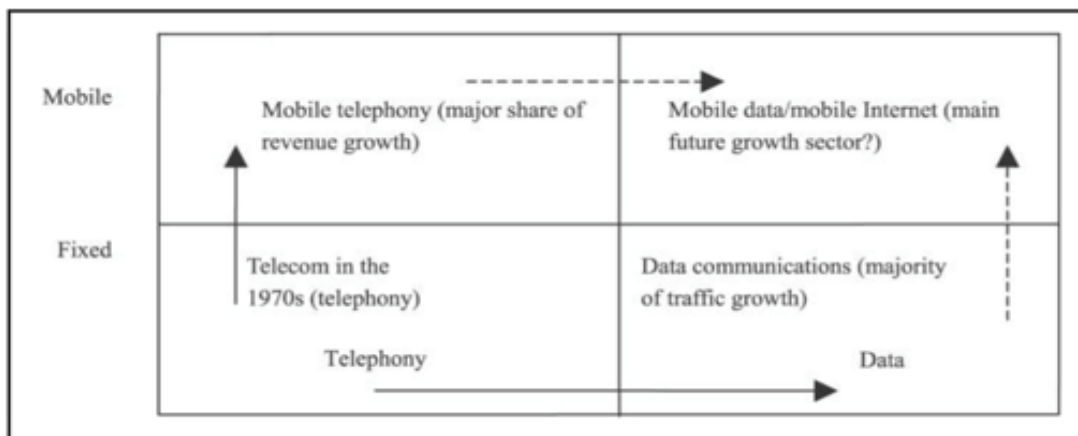 Mobile
Mobile telephony (major share of
revenue growth)
Mobile data/mobile Internet (main
future growth sector?)
Fixed
Telecom in the
1970s (telephony)
Data communications (majority
of traffic growth)
Telephony
Data